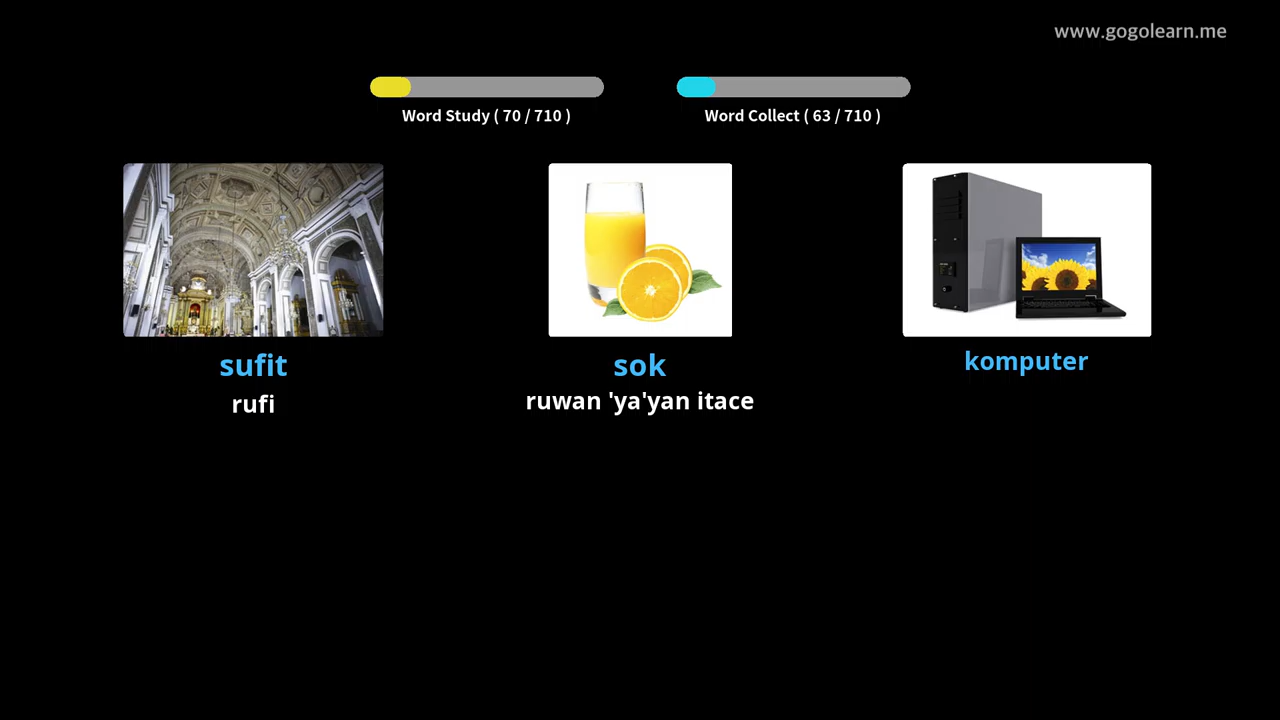 www.gogolearn.me
Word Study ( 70 / 710 )
Word Collect ( 63 / 710 )
sufit
rufi
sok
ruwan 'ya'yan itace
komputer